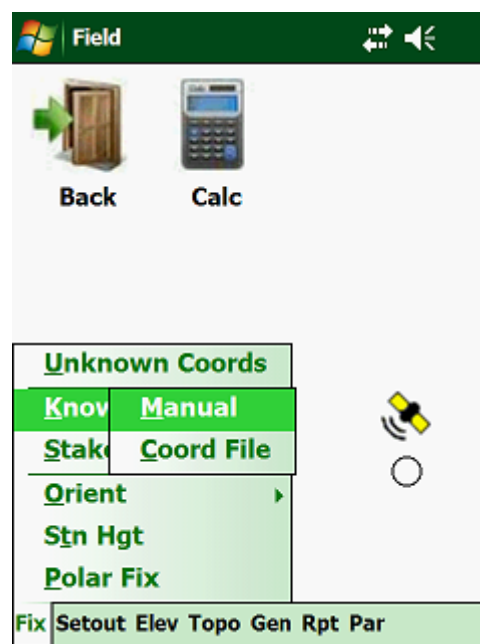 Field
Back Calc
Unknown Coords
Manual
Coord File
Orient
Stn Hgt
Polar Fix
Fix Setout Elev Topo Gen Rpt Par